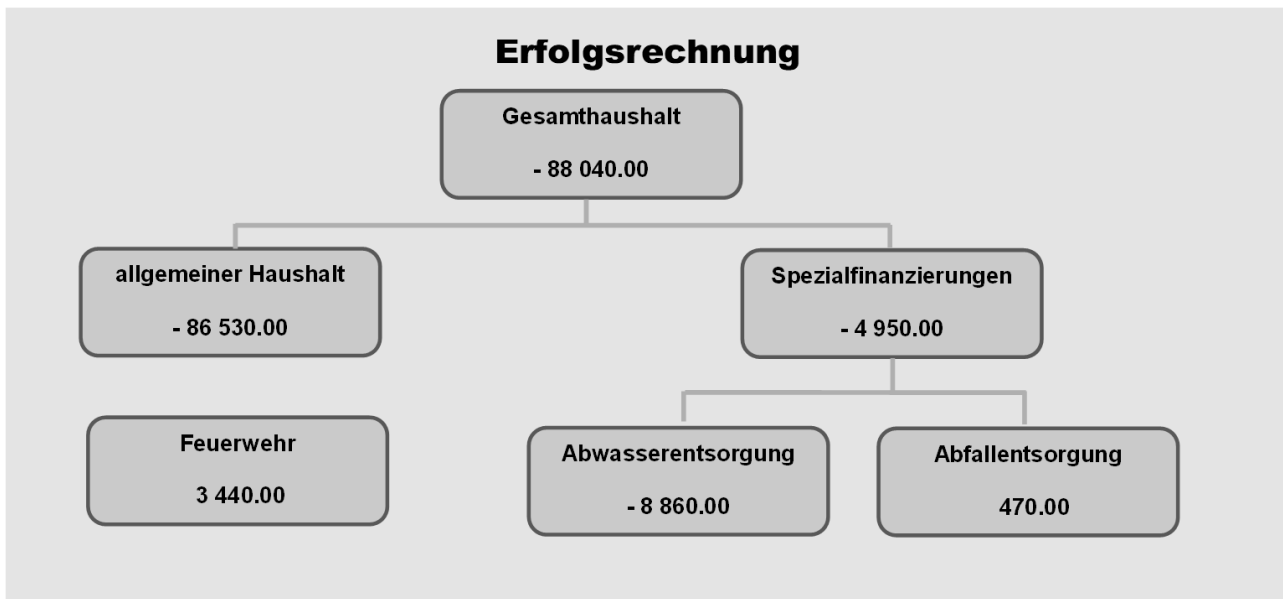 Erfolgsrechnung
Gesamthaushalt
- 88 040.00
allgemeiner Haushalt
- 86 530.00
Spezialfinanzierungen
- 4 950.00
Feuerwehr
3 440.00
Abwasserentsorgung
- 8 860.00
Abfallentsorgung
470.00